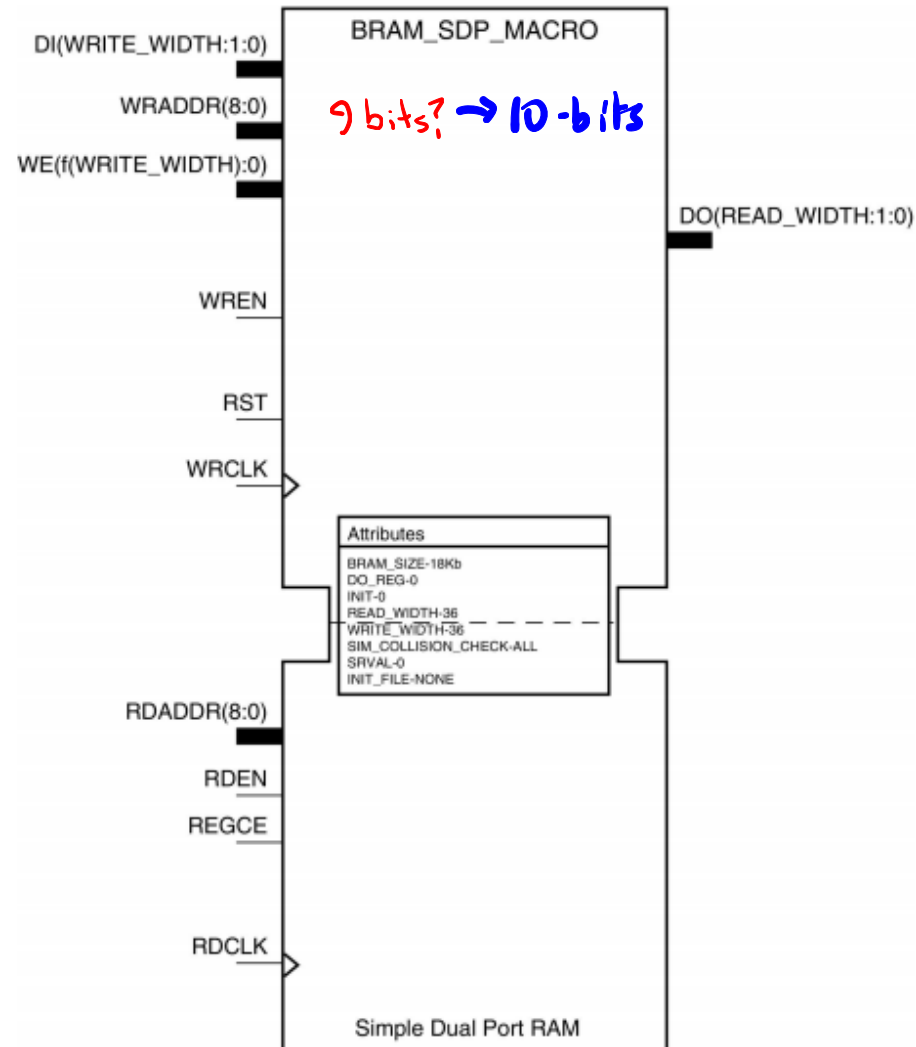 BRAM_SDP_MACRO
DI(WRITE_WIDTH:1:0)
WRADDR(8:0)
9 bits? → 10-bits
WE(f(WRITE_WIDTH):0)
DO(READ_WIDTH:1:0)
WREN
RST
WRCLK
Attributes
BRAM_SIZE-18Kb
DO_REG-0
INIT-0
READ_WIDTH-36
WRITE_WIDTH-36
SIM_COLLISION_CHECK-ALL
SRVAL-0
INIT_FILE-NONE
RDADDR(8:0)
RDEN
REGCE
RDCLK
Simple Dual Port RAM